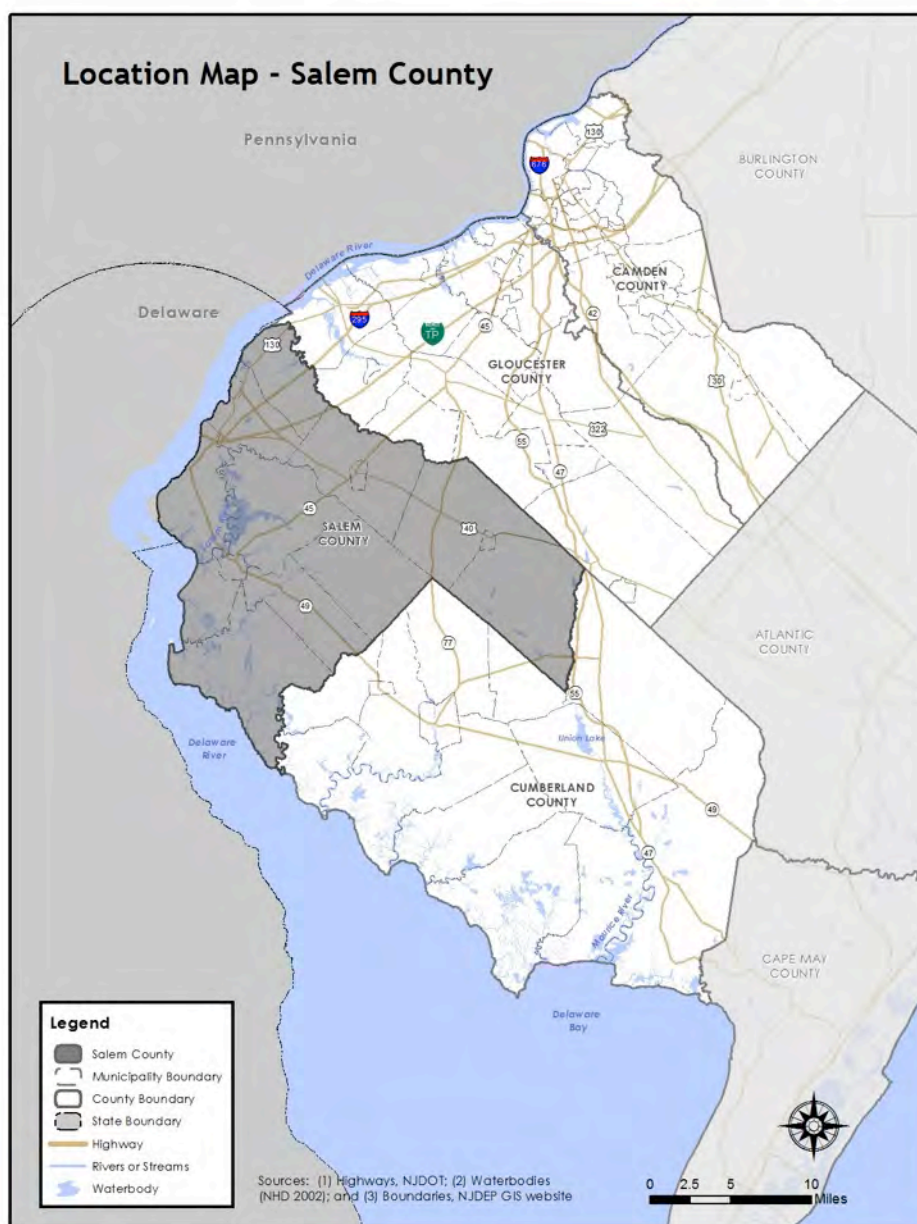 Location Map - Salem County
Pennsylvania
130
676
BURLINGTON
COUNTY
Delaware River
CAMDEN
COUNTY
Delaware
295
TP
45
42
130
GLOUCESTER
COUNTY
30
322
55
47
45
SALEM
COUNTY
40
49
77
ATLANTIC
COUNTY
55
Union Lake
Delaware
River
CUMBERLAND
COUNTY
49
47
Maurice River
CAPE MAY
COUNTY
Delaware
Bay
Legend
Salem County
Municipality Boundary
County Boundary
State Boundary
Highway
Rivers or Streams
Waterbody
Sources: (1) Highways, NJDOT; (2) Waterbodies
(NHD 2002); and (3) Boundaries, NJDEP GIS website
0 2.5 5 10
Miles